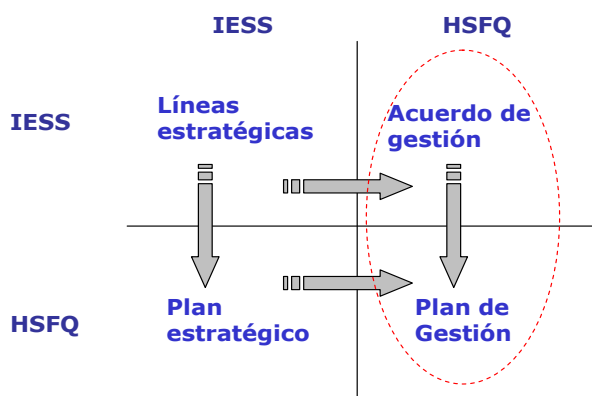 IESS
HSFQ
IESS
Líneas
estratégicas
Acuerdo de
gestión
HSFQ
Plan
estratégico
Plan de
Gestión